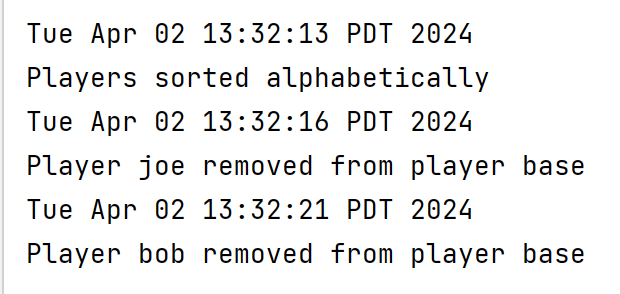 Tue Apr 02 13:32:13 PDT 2024
Players sorted alphabetically
Tue Apr 02 13:32:16 PDT 2024
Player joe removed from player base
Tue Apr 02 13:32:21 PDT 2024
Player bob removed from player base